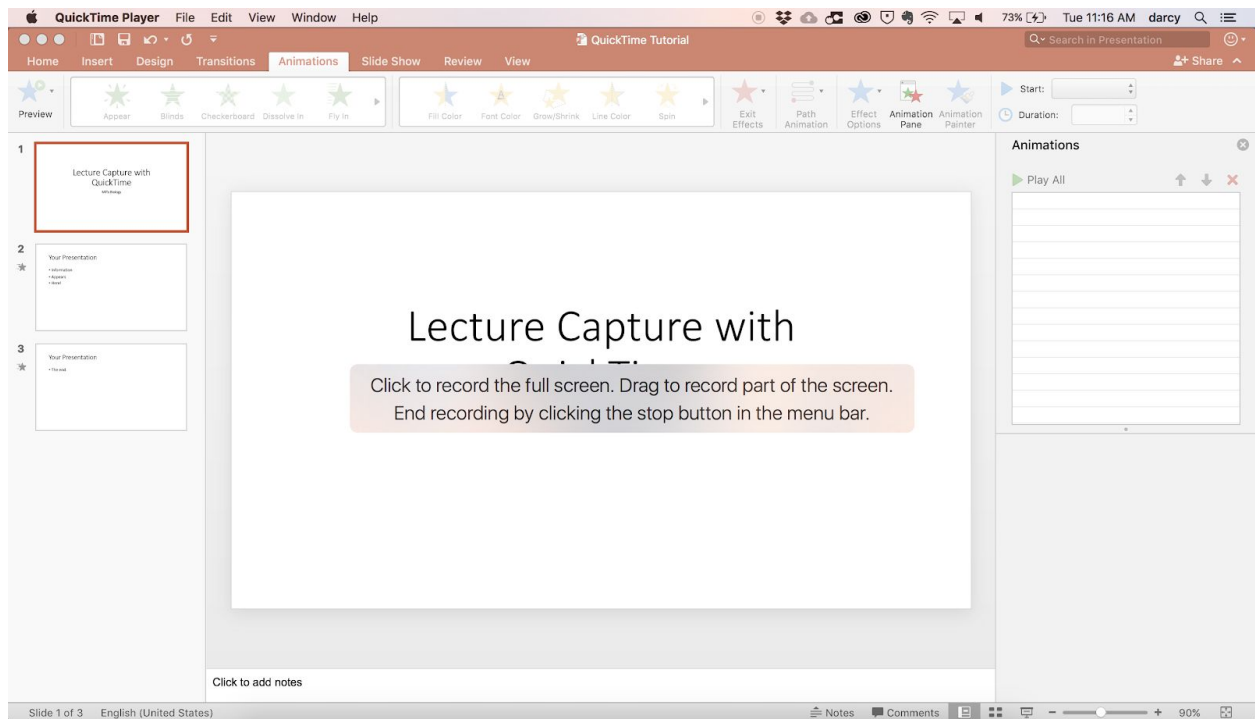 QuickTime Player File Edit View Window Help 73% Tue 11:16 AM darcy
QuickTime Tutorial
Search in Presentation
Home Insert Design Transitions Animations Slide Show Review View
Share
Preview
Appear Blinds Checkerboard Dissolve in Fly In
Fill Color Font Color Grow/Shrink Line Color Spin
Exit Effects
Path Animation
Effect Options
Animation Pane
Animation Painter
Start:
Duration:
1
Lecture Capture with
QuickTime
2
Your Presentation
• Information
• Appears
• Here!
3
Your Presentation
• The end
Lecture Capture with
Click to record the full screen. Drag to record part of the screen.
End recording by clicking the stop button in the menu bar.
Animations
Play All
Click to add notes
Slide 1 of 3 English (United States) Notes Comments 90%